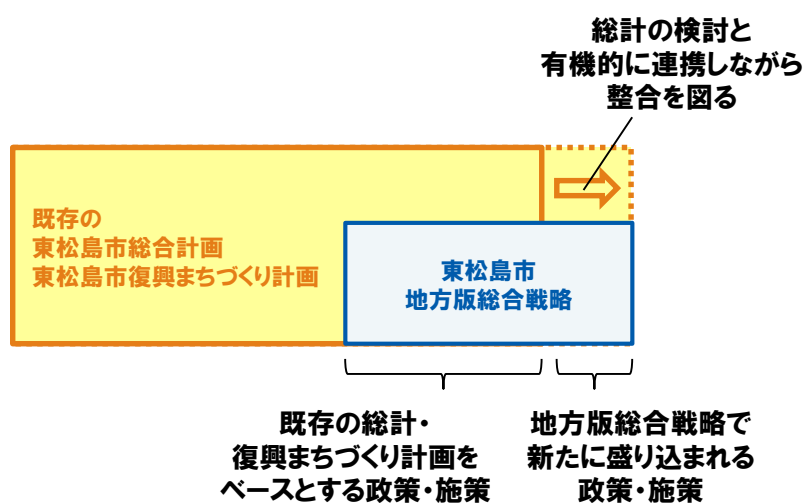 総計の検討と
有機的に連携しながら
整合を図る
既存の
東松島市総合計画
東松島市復興まちづくり計画
東松島市
地方版総合戦略
既存の総計・
復興まちづくり計画を
ベースとする政策・施策
地方版総合戦略で
新たに盛り込まれる
政策・施策